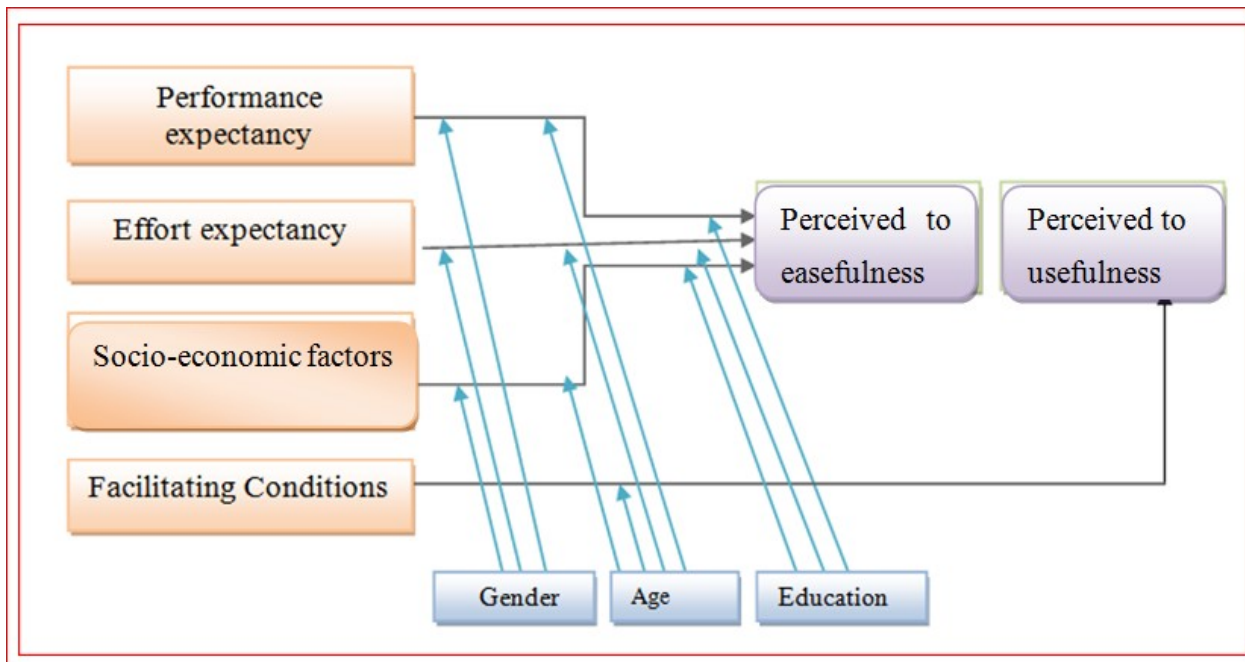 Performance
expectancy
Effort expectancy
Socio-economic factors
Facilitating Conditions
Perceived to
easefulness
Perceived to
usefulness
Gender
Age
Education